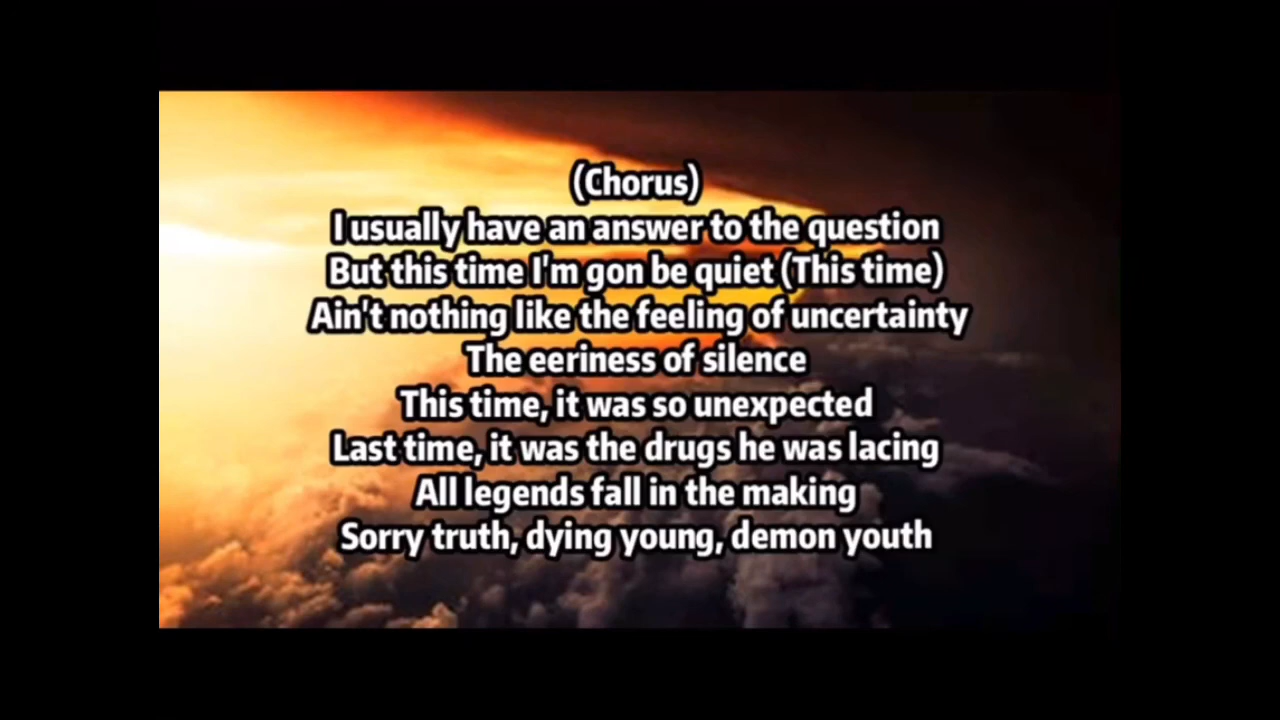 (Chorus)
I usually have an answer to the question
But this time I'm gon be quiet (This time)
Ain't nothing like the feeling of uncertainty
The eeriness of silence
This time, it was so unexpected
Last time, it was the drugs he was lacing
All legends fall in the making
Sorry truth, dying young, demon youth